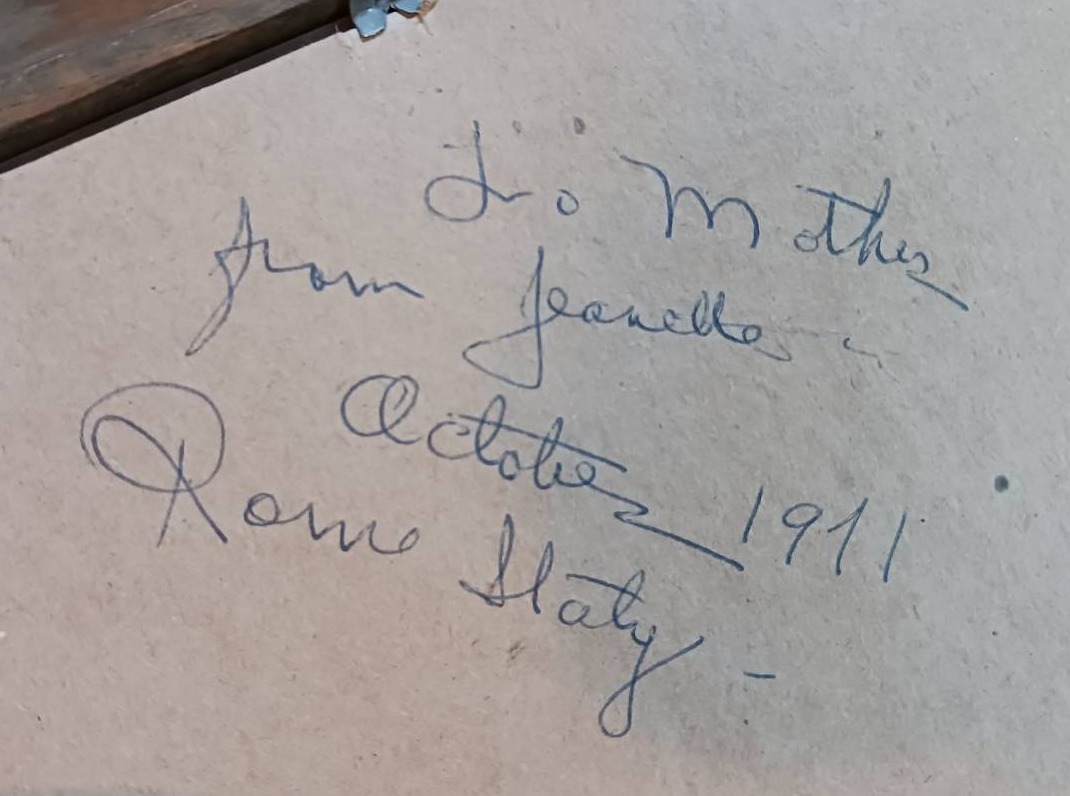 To Mother
from Jeanette
October 1911
Rome Italy -